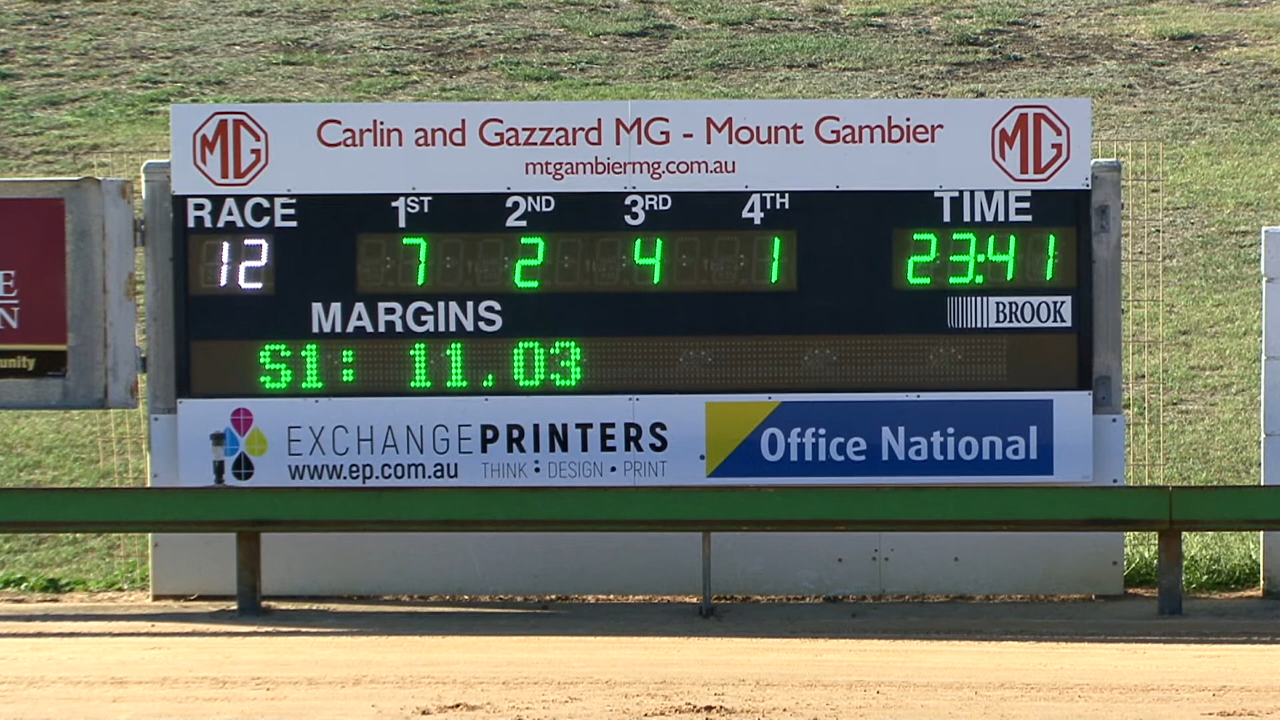 MG Carlin and Gazzard MG - Mount Gambier MG
mtgambiermg.com.au
RACE 1ST 2ND 3RD 4TH TIME
12 7 2 4 1 23:41
MARGINS BROOK
S1: 11.03
EXCHANGEPRINTERS
www.ep.com.au THINK : DESIGN • PRINT
Office National
E
N
unity